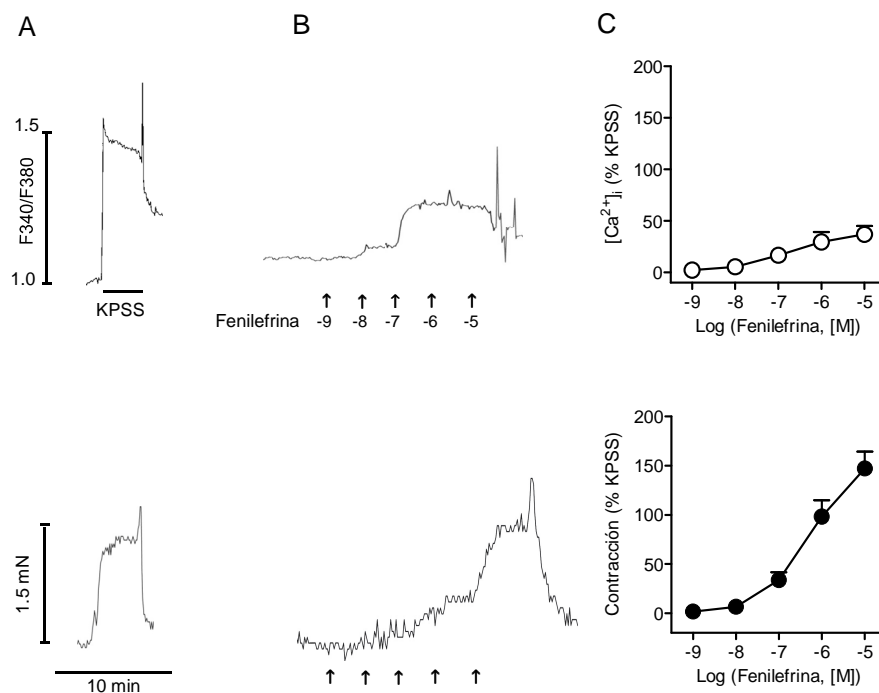 A
B
C
1.5
F340/F380
1.0
KPSS
Fenilefrina -9 -8 -7 -6 -5
200
150
100
50
0
[Ca²⁺]i (% KPSS)
-9 -8 -7 -6 -5
Log (Fenilefrina, [M])
1.5 mN
10 min
200
150
100
50
0
Contracción (% KPSS)
-9 -8 -7 -6 -5
Log (Fenilefrina, [M])